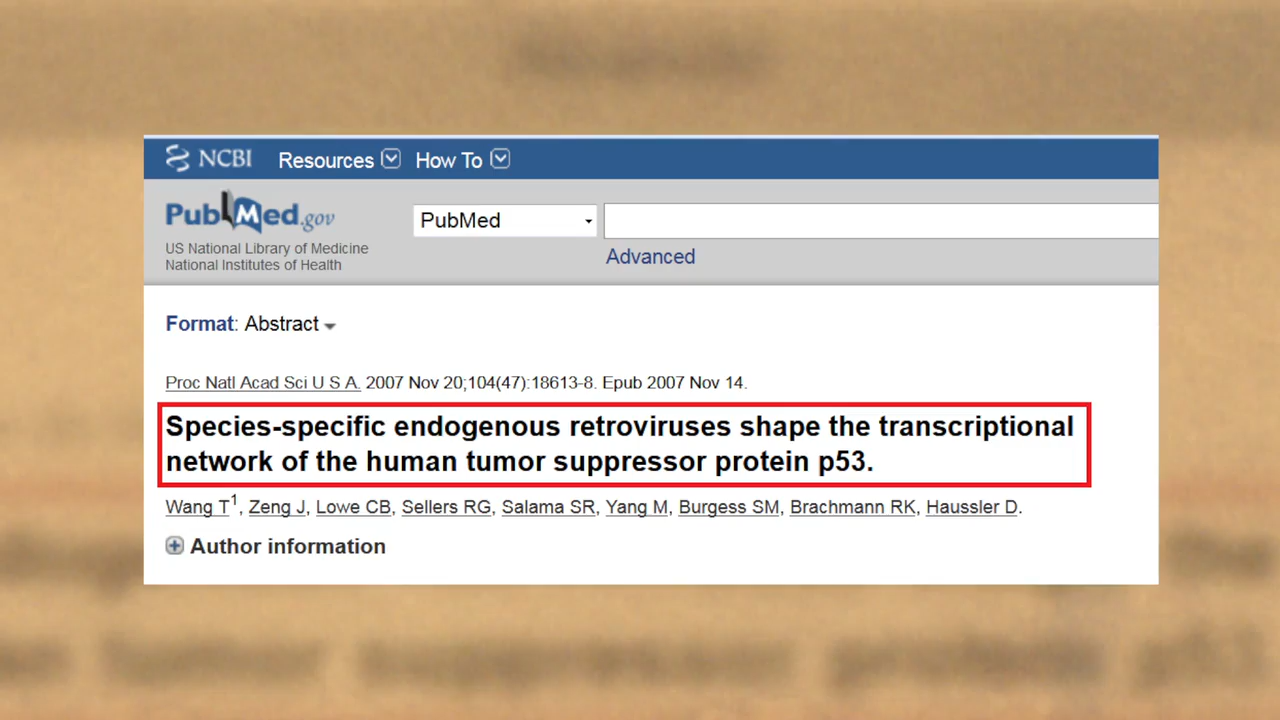 NCBI Resources How To
PubMed.gov
US National Library of Medicine
National Institutes of Health
PubMed
Advanced
Format: Abstract
Proc Natl Acad Sci U S A. 2007 Nov 20;104(47):18613-8. Epub 2007 Nov 14.
Species-specific endogenous retroviruses shape the transcriptional
network of the human tumor suppressor protein p53.
Wang T1, Zeng J, Lowe CB, Sellers RG, Salama SR, Yang M, Burgess SM, Brachmann RK, Haussler D.
Author information